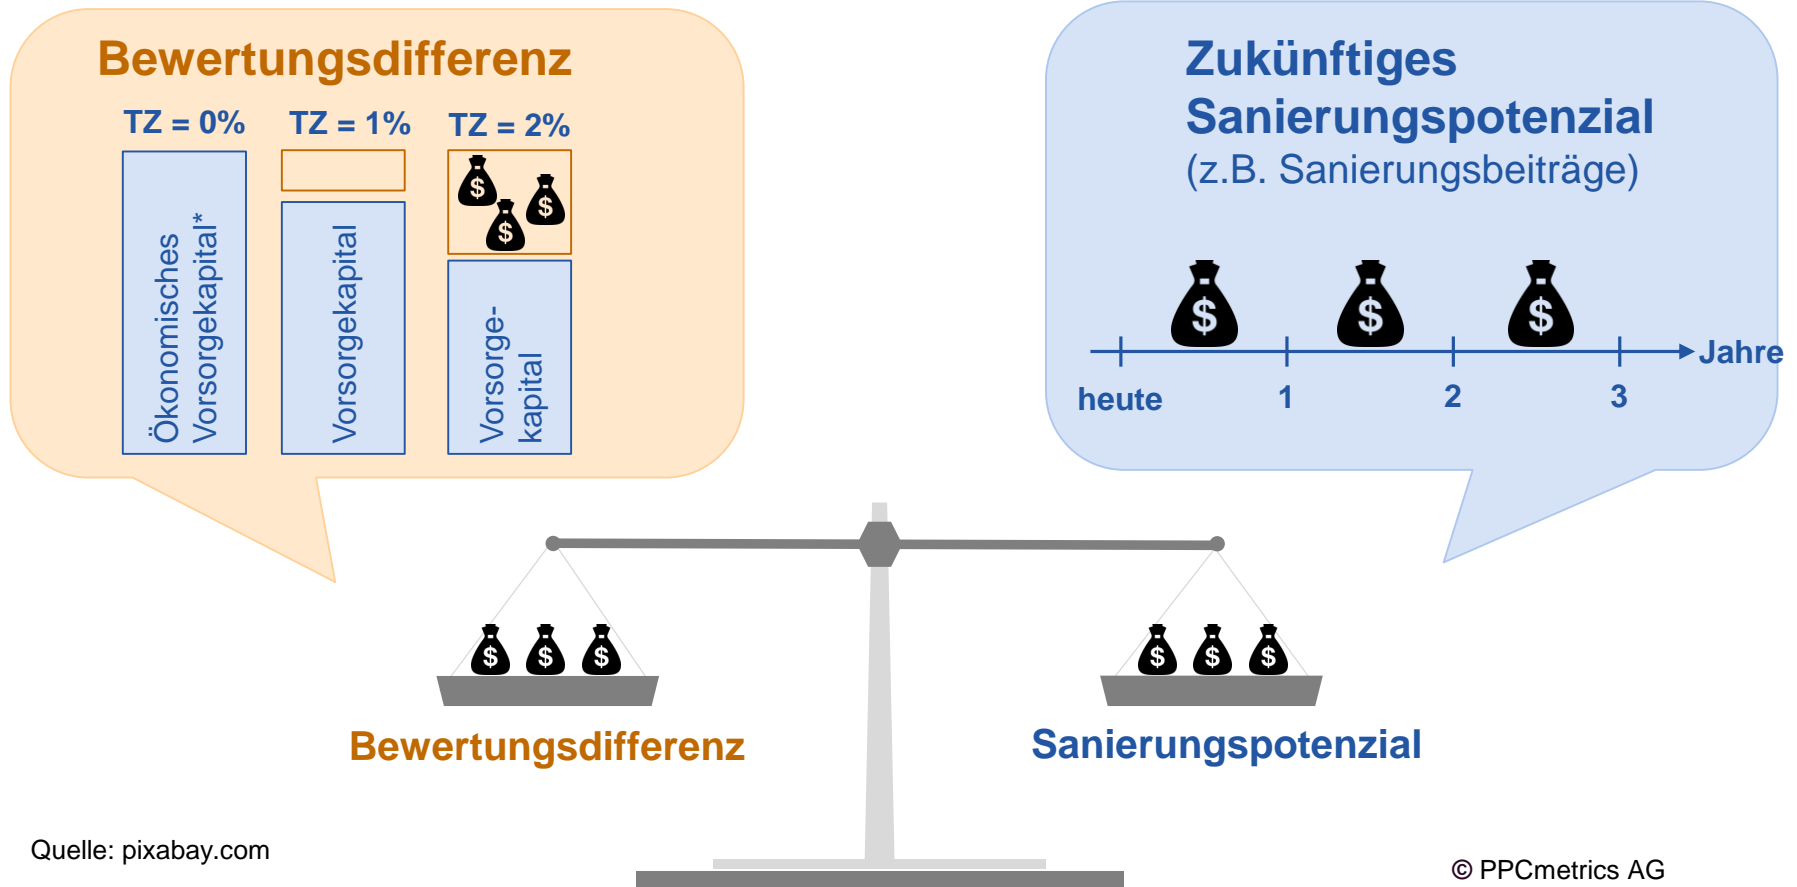 Bewertungsdifferenz
TZ = 0%
TZ = 1%
TZ = 2%
Ökonomisches
Vorsorgekapital*
Vorsorgekapital
$
$
$
Vorsorge-
kapital
Zukünftiges
Sanierungspotenzial
(z.B. Sanierungsbeiträge)
$ $ $
Jahre
heute 1 2 3
$ $ $
Bewertungsdifferenz
$ $ $
Sanierungspotenzial
Quelle: pixabay.com
© PPCmetrics AG